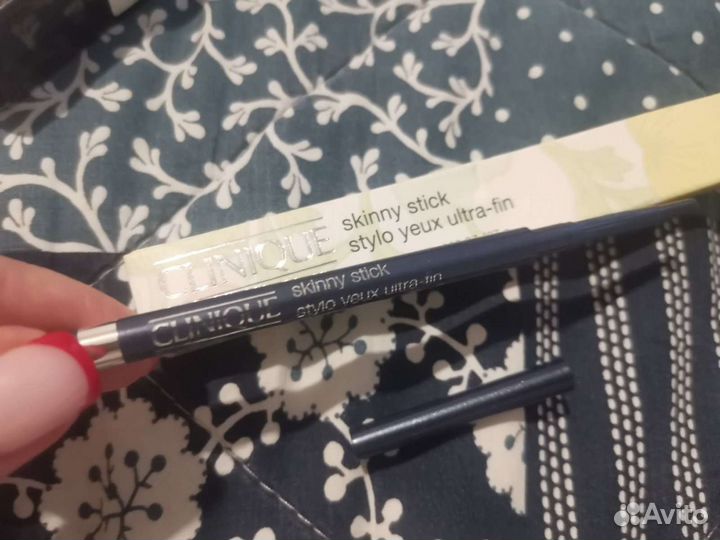 CLINIQUE
skinny stick
stylo yeux ultra-fin
CLINIQUE
skinny stick
stylo yeux ultra-fin
Avito